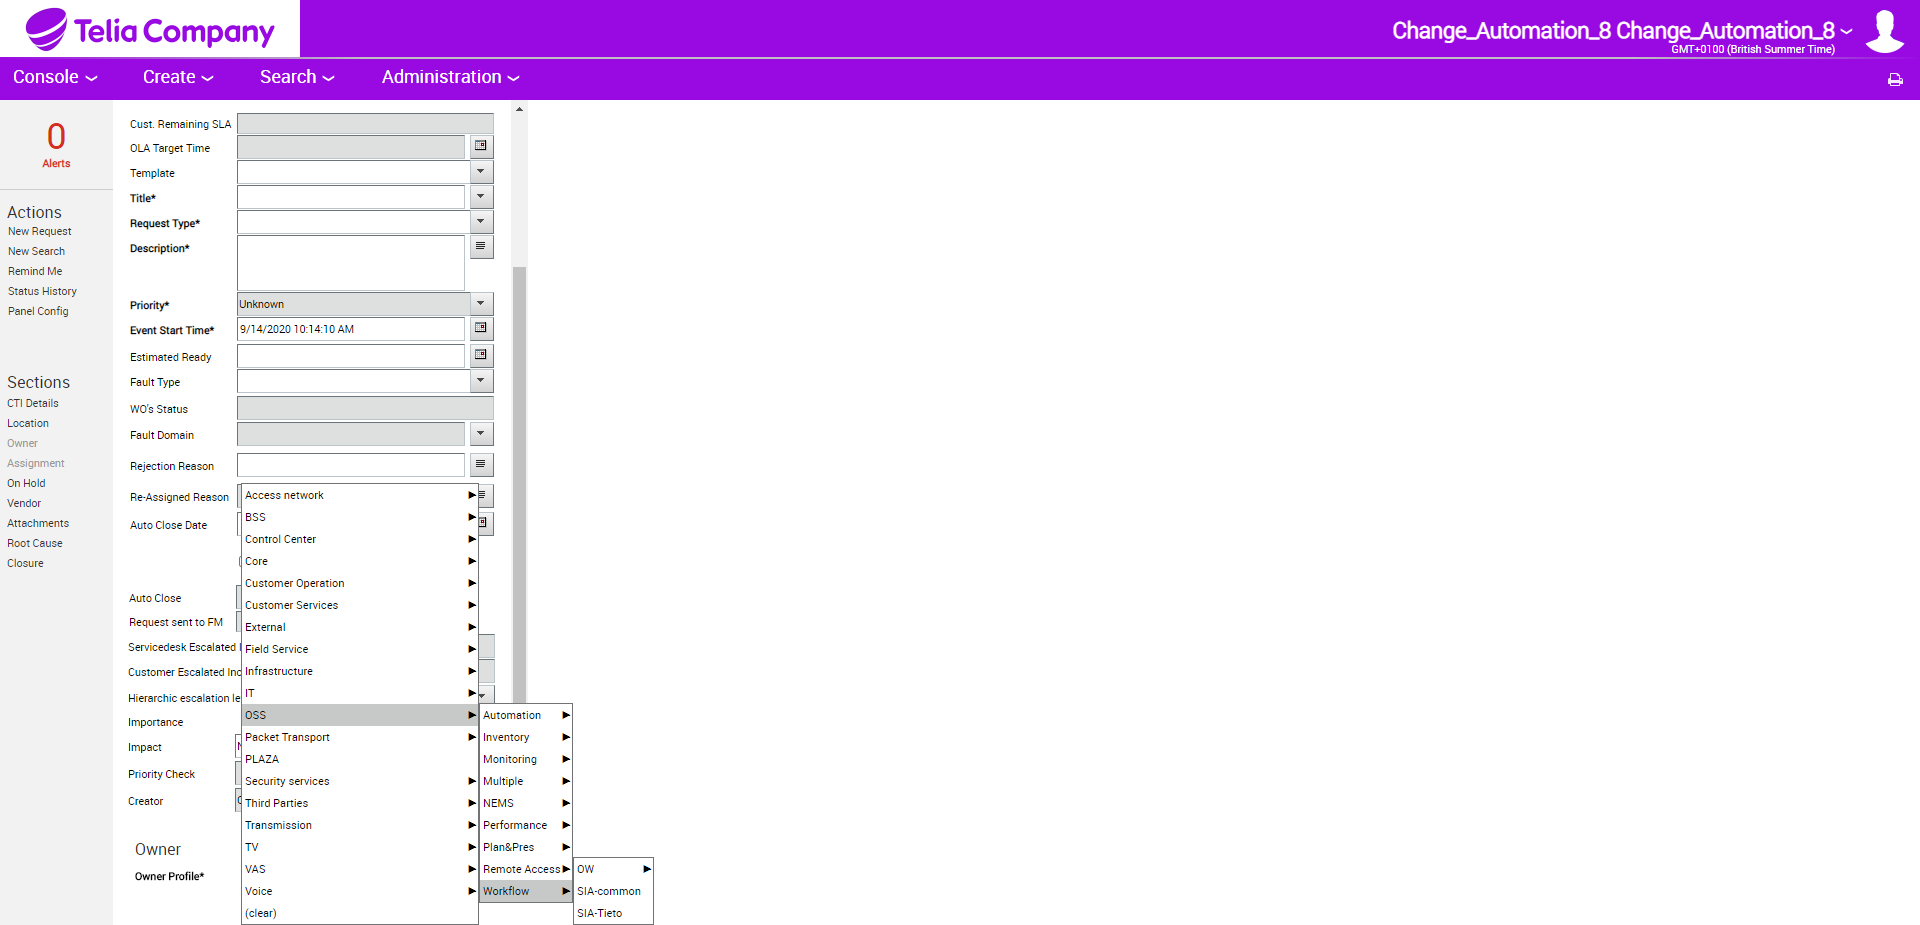 Telia Company
Change_Automation_8 Change_Automation_8
GMT+0100 (British Summer Time)
Console
Create
Search
Administration
0
Alerts
Actions
New Request
New Search
Remind Me
Status History
Panel Config
Sections
CTI Details
Location
Owner
Assignment
On Hold
Vendor
Attachments
Root Cause
Closure
Cust. Remaining SLA
OLA Target Time
Template
Title*
Request Type*
Description*
Priority* Unknown
Event Start Time* 9/14/2020 10:14:10 AM
Estimated Ready
Fault Type
WO's Status
Fault Domain
Rejection Reason
Re-Assigned Reason
Auto Close Date
Auto Close
Request sent to FM
Servicedesk Escalated
Customer Escalated Inc
Hierarchic escalation le
Importance
Impact
Priority Check
Creator
Owner
Owner Profile*
Access network
BSS
Control Center
Core
Customer Operation
Customer Services
External
Field Service
Infrastructure
IT
OSS
Packet Transport
PLAZA
Security services
Third Parties
Transmission
TV
VAS
Voice
(clear)
Automation
Inventory
Monitoring
Multiple
NEMS
Performance
Plan&Pres
Remote Access
Workflow
OW
SIA-common
SIA-Tieto